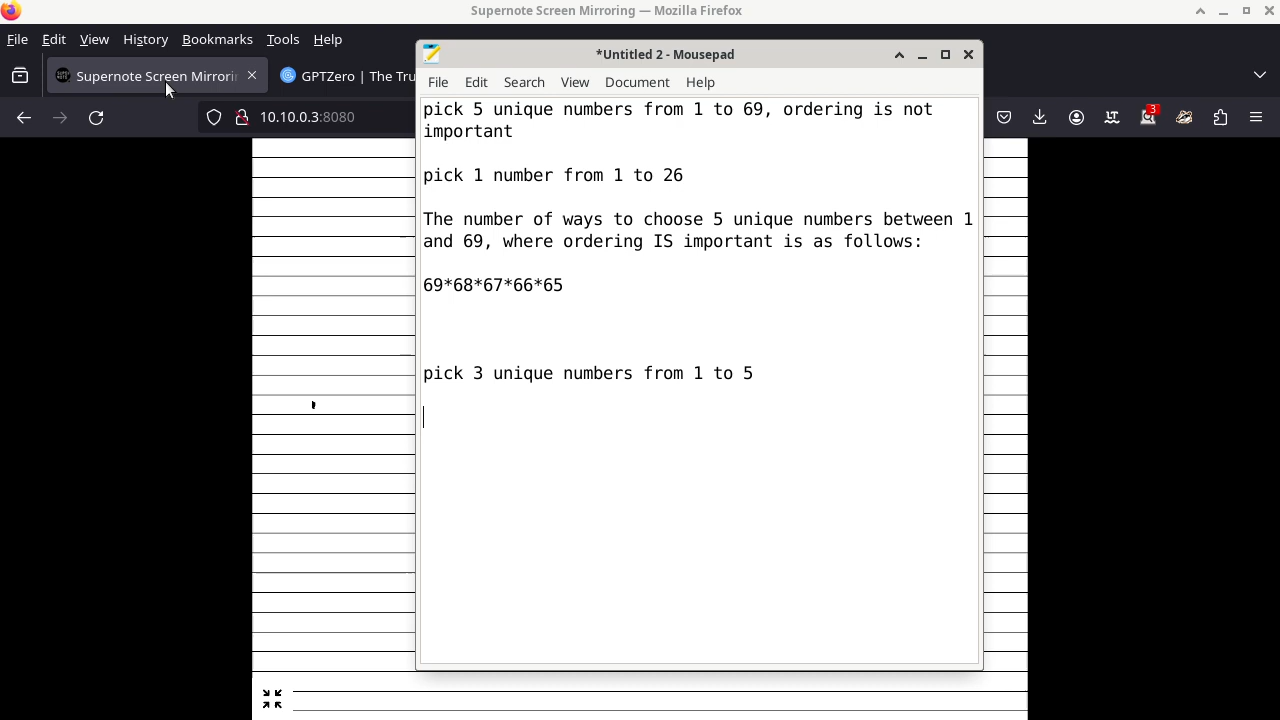 Supernote Screen Mirroring — Mozilla Firefox
File Edit View History Bookmarks Tools Help
*Untitled 2 - Mousepad
Supernote Screen Mirrorin
GPTZero | The Tru
File Edit Search View Document Help
10.10.0.3:8080
3
pick 5 unique numbers from 1 to 69, ordering is not
important
pick 1 number from 1 to 26
The number of ways to choose 5 unique numbers between 1
and 69, where ordering IS important is as follows:
69*68*67*66*65
pick 3 unique numbers from 1 to 5